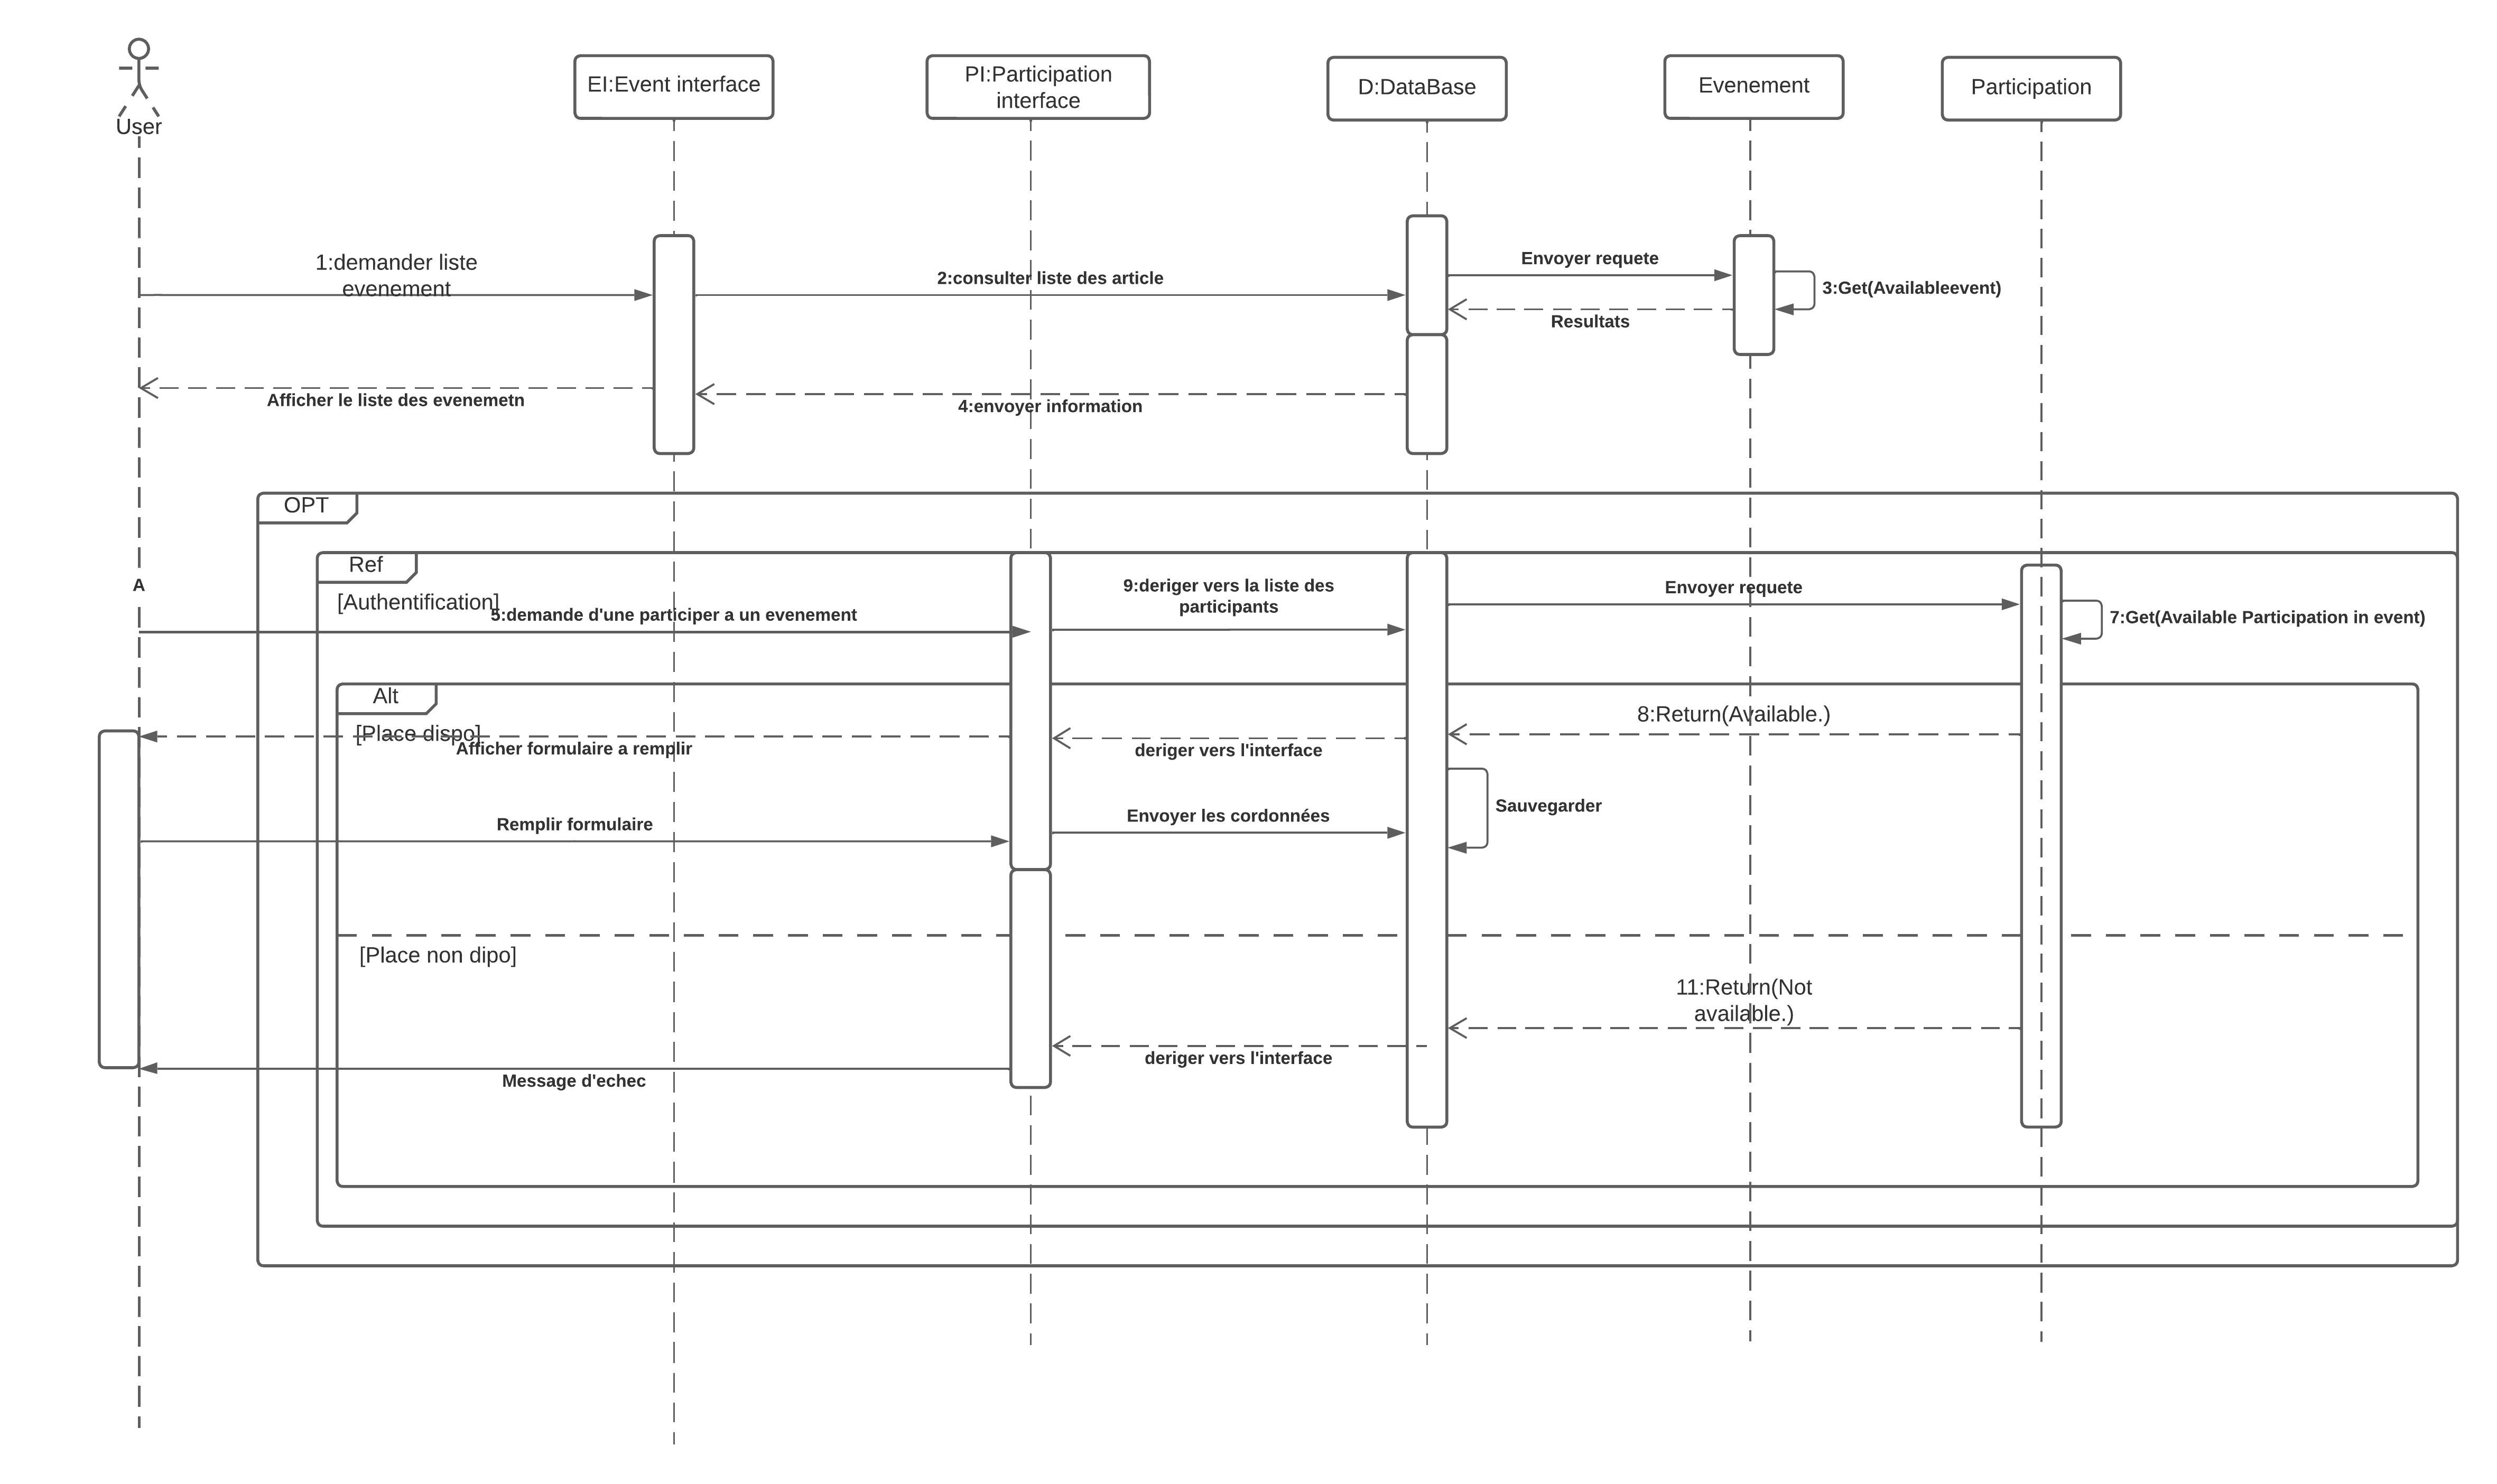 User
EI:Event interface
PI:Participation
interface
D:DataBase
Evenement
Participation
1:demander liste
evenement
2:consulter liste des article
Envoyer requete
3:Get(Availableevent)
Resultats
Afficher le liste des evenemetn
4:envoyer information
OPT
Ref
A
[Authentification]
5:demande d'une participer a un evenement
9:deriger vers la liste des
participants
Envoyer requete
7:Get(Available Participation in event)
Alt
[Place dispo]
Afficher formulaire a remplir
deriger vers l'interface
8:Return(Available.)
Sauvegarder
Remplir formulaire
Envoyer les cordonnées
[Place non dipo]
11:Return(Not
available.)
deriger vers l'interface
Message d'echec